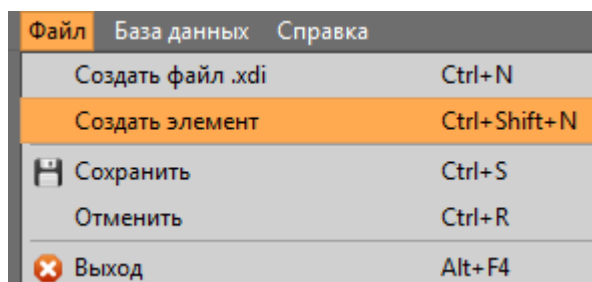 Файл База данных Справка
Создать файл .xdi Ctrl+N
Создать элемент Ctrl+Shift+N
Сохранить Ctrl+S
Отменить Ctrl+R
Выход Alt+F4